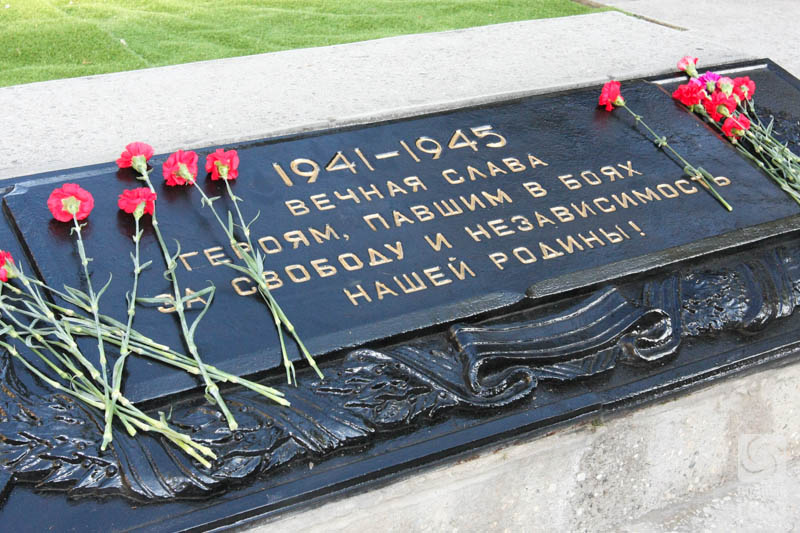 1941-1945
ВЕЧНАЯ СЛАВА
ГЕРОЯМ, ПАВШИМ В БОЯХ
ЗА СВОБОДУ И НЕЗАВИСИМОСТЬ
НАШЕЙ РОДИНЫ!